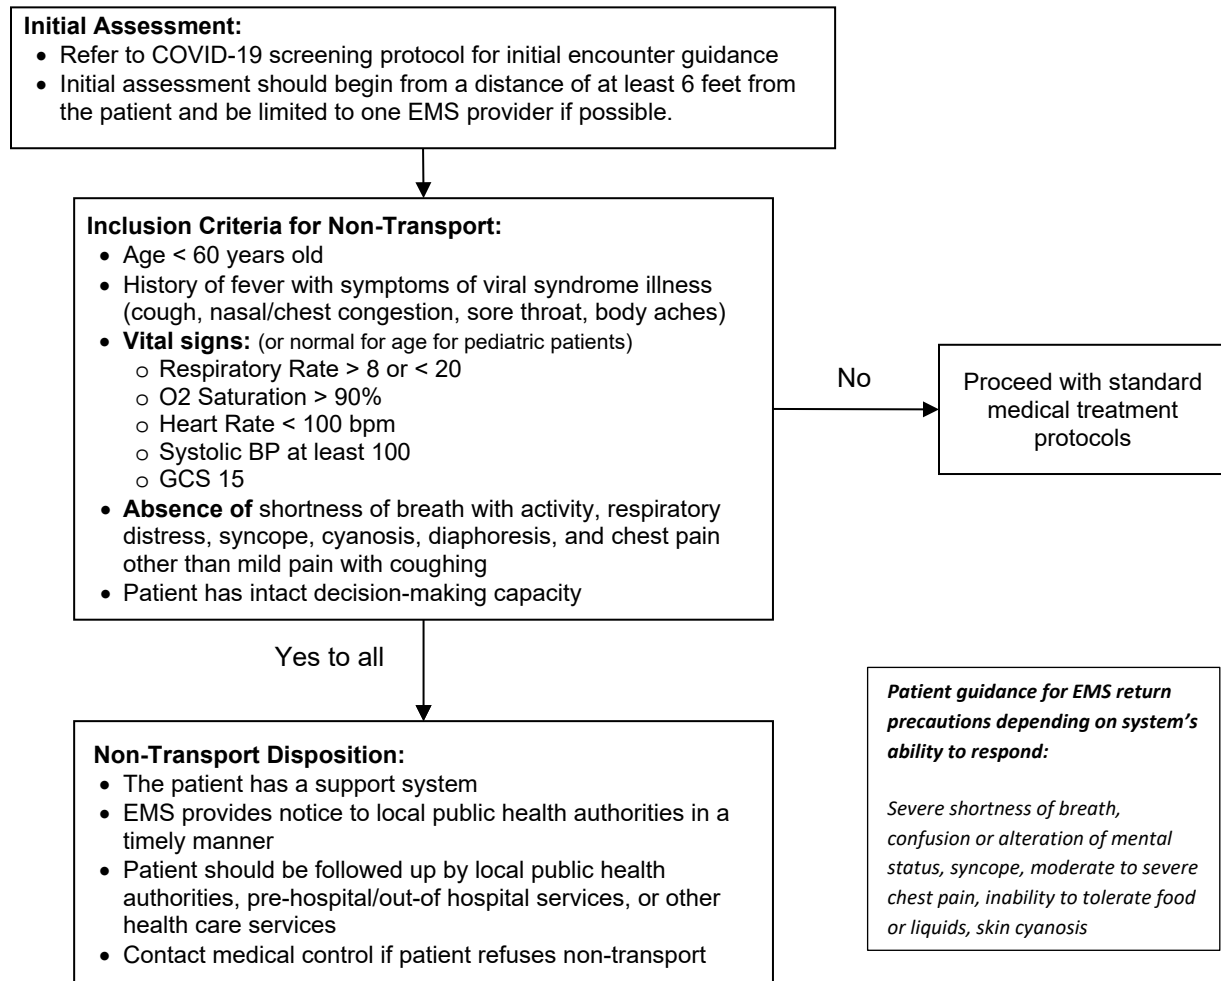 Initial Assessment:
• Refer to COVID-19 screening protocol for initial encounter guidance
• Initial assessment should begin from a distance of at least 6 feet from
the patient and be limited to one EMS provider if possible.
Inclusion Criteria for Non-Transport:
• Age < 60 years old
• History of fever with symptoms of viral syndrome illness
(cough, nasal/chest congestion, sore throat, body aches)
• Vital signs: (or normal for age for pediatric patients)
o Respiratory Rate > 8 or < 20
o O2 Saturation > 90%
o Heart Rate < 100 bpm
o Systolic BP at least 100
o GCS 15
• Absence of shortness of breath with activity, respiratory
distress, syncope, cyanosis, diaphoresis, and chest pain
other than mild pain with coughing
• Patient has intact decision-making capacity
No
Proceed with standard
medical treatment
protocols
Yes to all
Non-Transport Disposition:
• The patient has a support system
• EMS provides notice to local public health authorities in a
timely manner
• Patient should be followed up by local public health
authorities, pre-hospital/out-of hospital services, or other
health care services
• Contact medical control if patient refuses non-transport
Patient guidance for EMS return
precautions depending on system's
ability to respond:
Severe shortness of breath,
confusion or alteration of mental
status, syncope, moderate to severe
chest pain, inability to tolerate food
or liquids, skin cyanosis